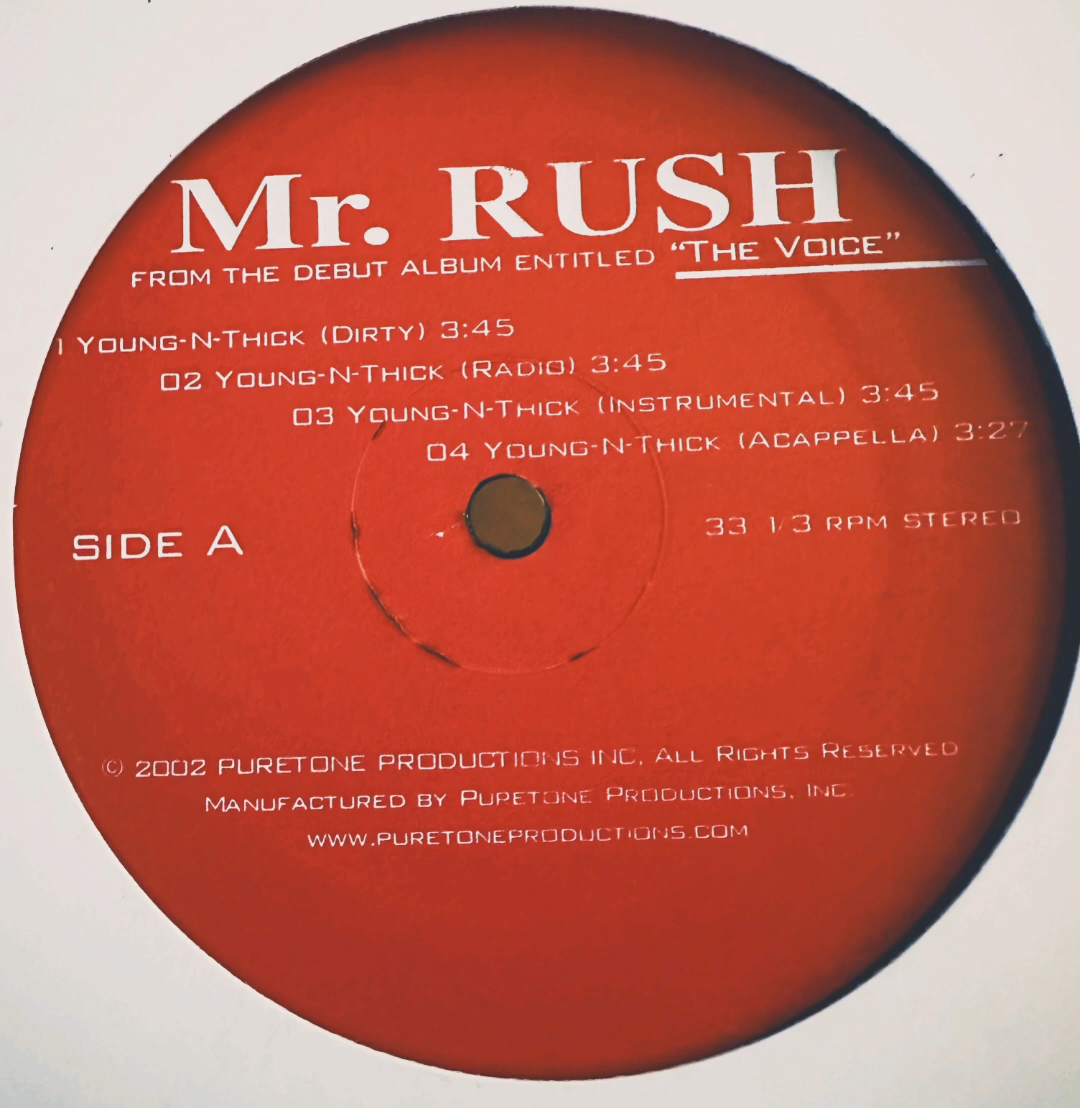 Mr. RUSH
FROM THE DEBUT ALBUM ENTITLED "THE VOICE"
1 YOUNG-N-THICK (DIRTY) 3:45
02 YOUNG-N-THICK (RADIO) 3:45
03 YOUNG-N-THICK (INSTRUMENTAL) 3:45
04 YOUNG-N-THICK (ACAPPELLA) 3:27
SIDE A
33 1/3 RPM STEREO
© 2002 PURETONE PRODUCTIONS INC, ALL RIGHTS RESERVED
MANUFACTURED BY PURETONE PRODUCTIONS, INC.
WWW.PURETONEPRODUCTIONS.COM